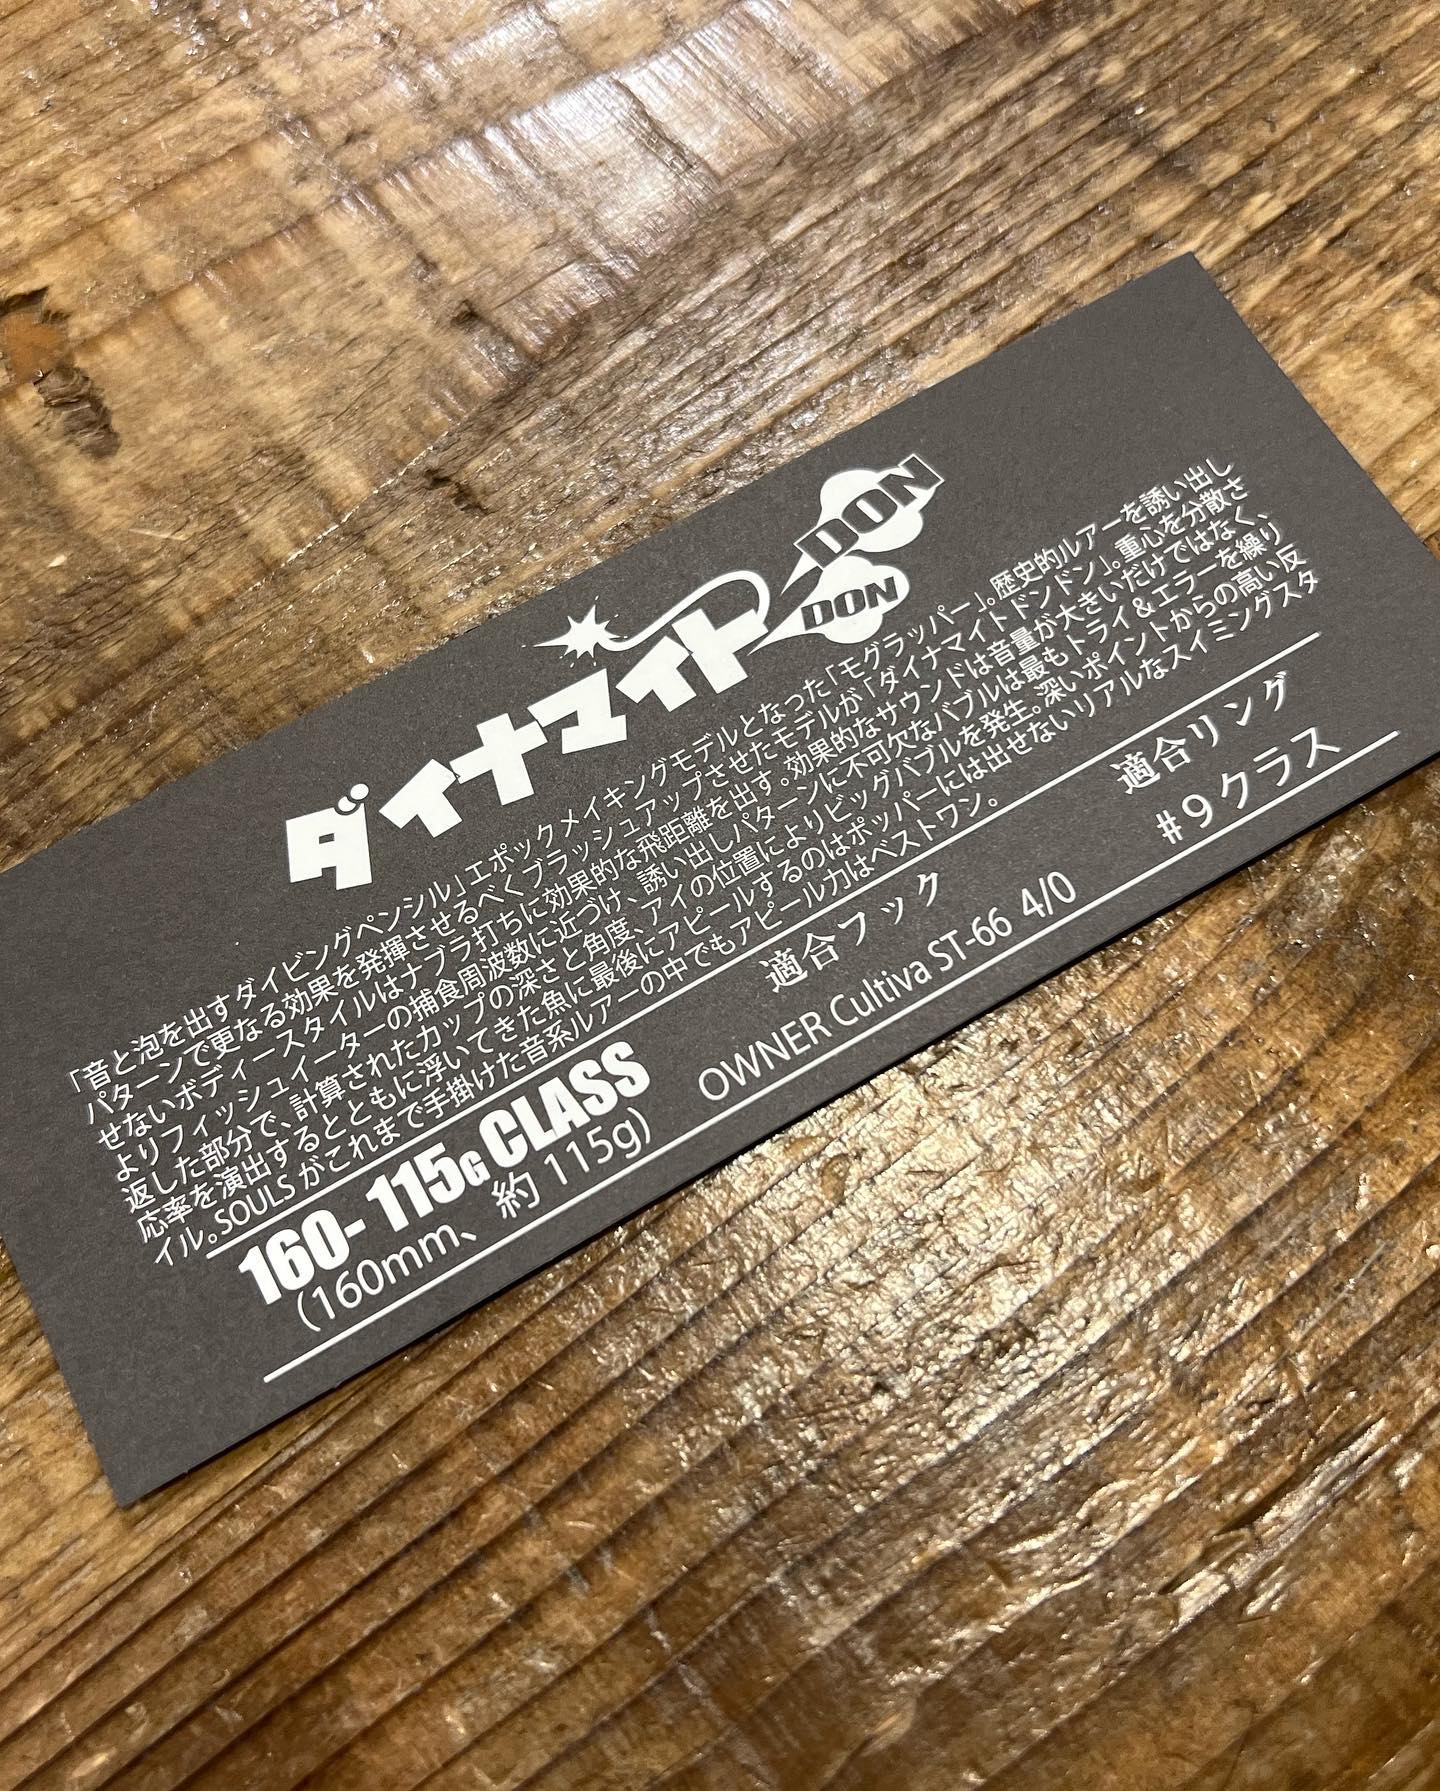 ダイナマイト DON DON
「音と泡を出すダイビングペンシル」エポックメイキングモデルとなった「モグラッパー」。歴史的ルアーを誘い出し
パターンで更なる効果を発揮させるべくブラッシュアップさせたモデルが「ダイナマイトドンドン」。重心を分散さ
せないボディースタイルはナブラ打ちに効果的な飛距離を出す。効果的なサウンドは音量が大きいだけではなく、
よりフィッシュイーターの捕食周波数に近づけ、誘い出しパターンに不可欠なバブルは最もトライ&エラーを繰り
返した部分で、計算されたカップの深さと角度、アイの位置によりビッグバブルを発生。深いポイントからの高い反
応率を演出するとともに浮いてきた魚に最後にアピールするのはポッパーには出せないリアルなスイミングスタ
イル。SOULSがこれまで手掛けた音系ルアーの中でもアピール力はベストワン。
160-115G CLASS
(160mm、約115g)
適合フック
OWNER Cultiva ST-66 4/0
適合リング
#9クラス